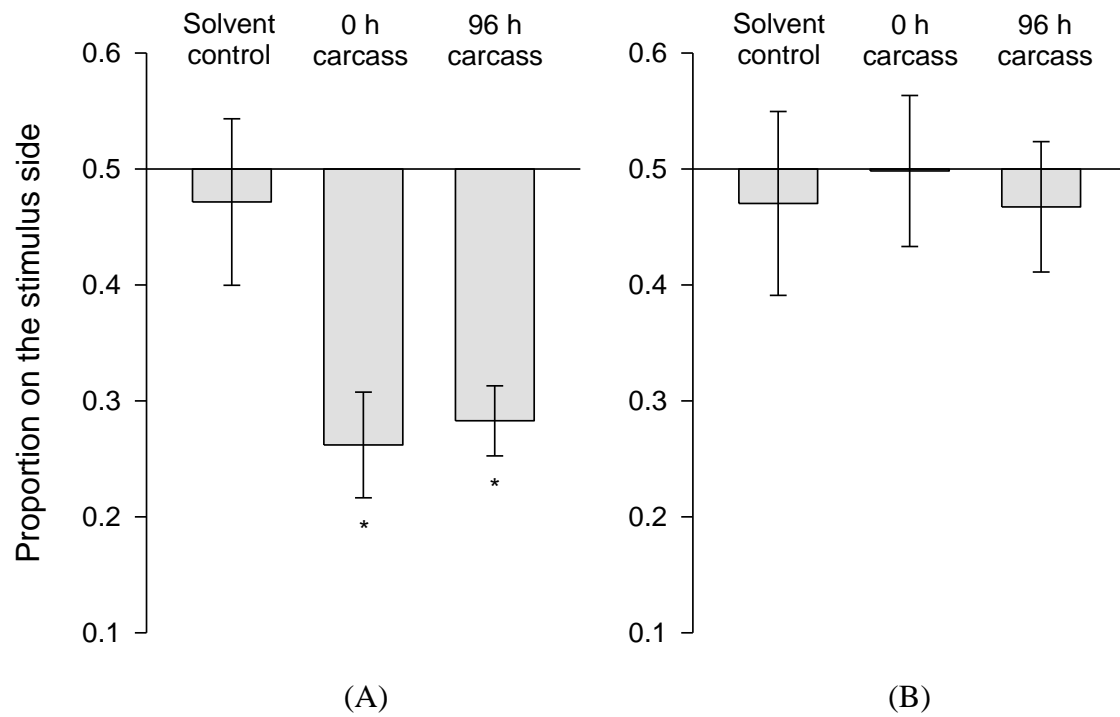 Solvent control
0 h carcass
96 h carcass
Solvent control
0 h carcass
96 h carcass
Proportion on the stimulus side
0.6
0.5
0.4
0.3
0.2
0.1
*
*
0.6
0.5
0.4
0.3
0.2
0.1
(A)
(B)